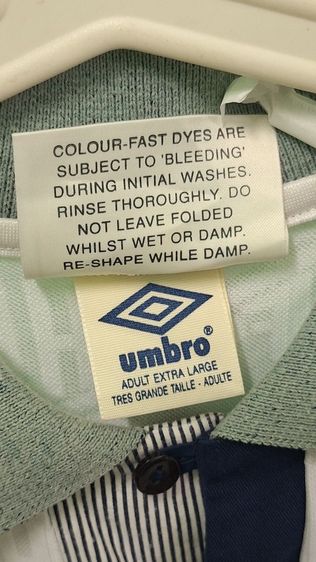 COLOUR-FAST DYES ARE
SUBJECT TO 'BLEEDING'
DURING INITIAL WASHES.
RINSE THOROUGHLY. DO
NOT LEAVE FOLDED
WHILST WET OR DAMP.
RE-SHAPE WHILE DAMP.
umbro®
ADULT EXTRA LARGE
TRES GRANDE TAILLE - ADULTE